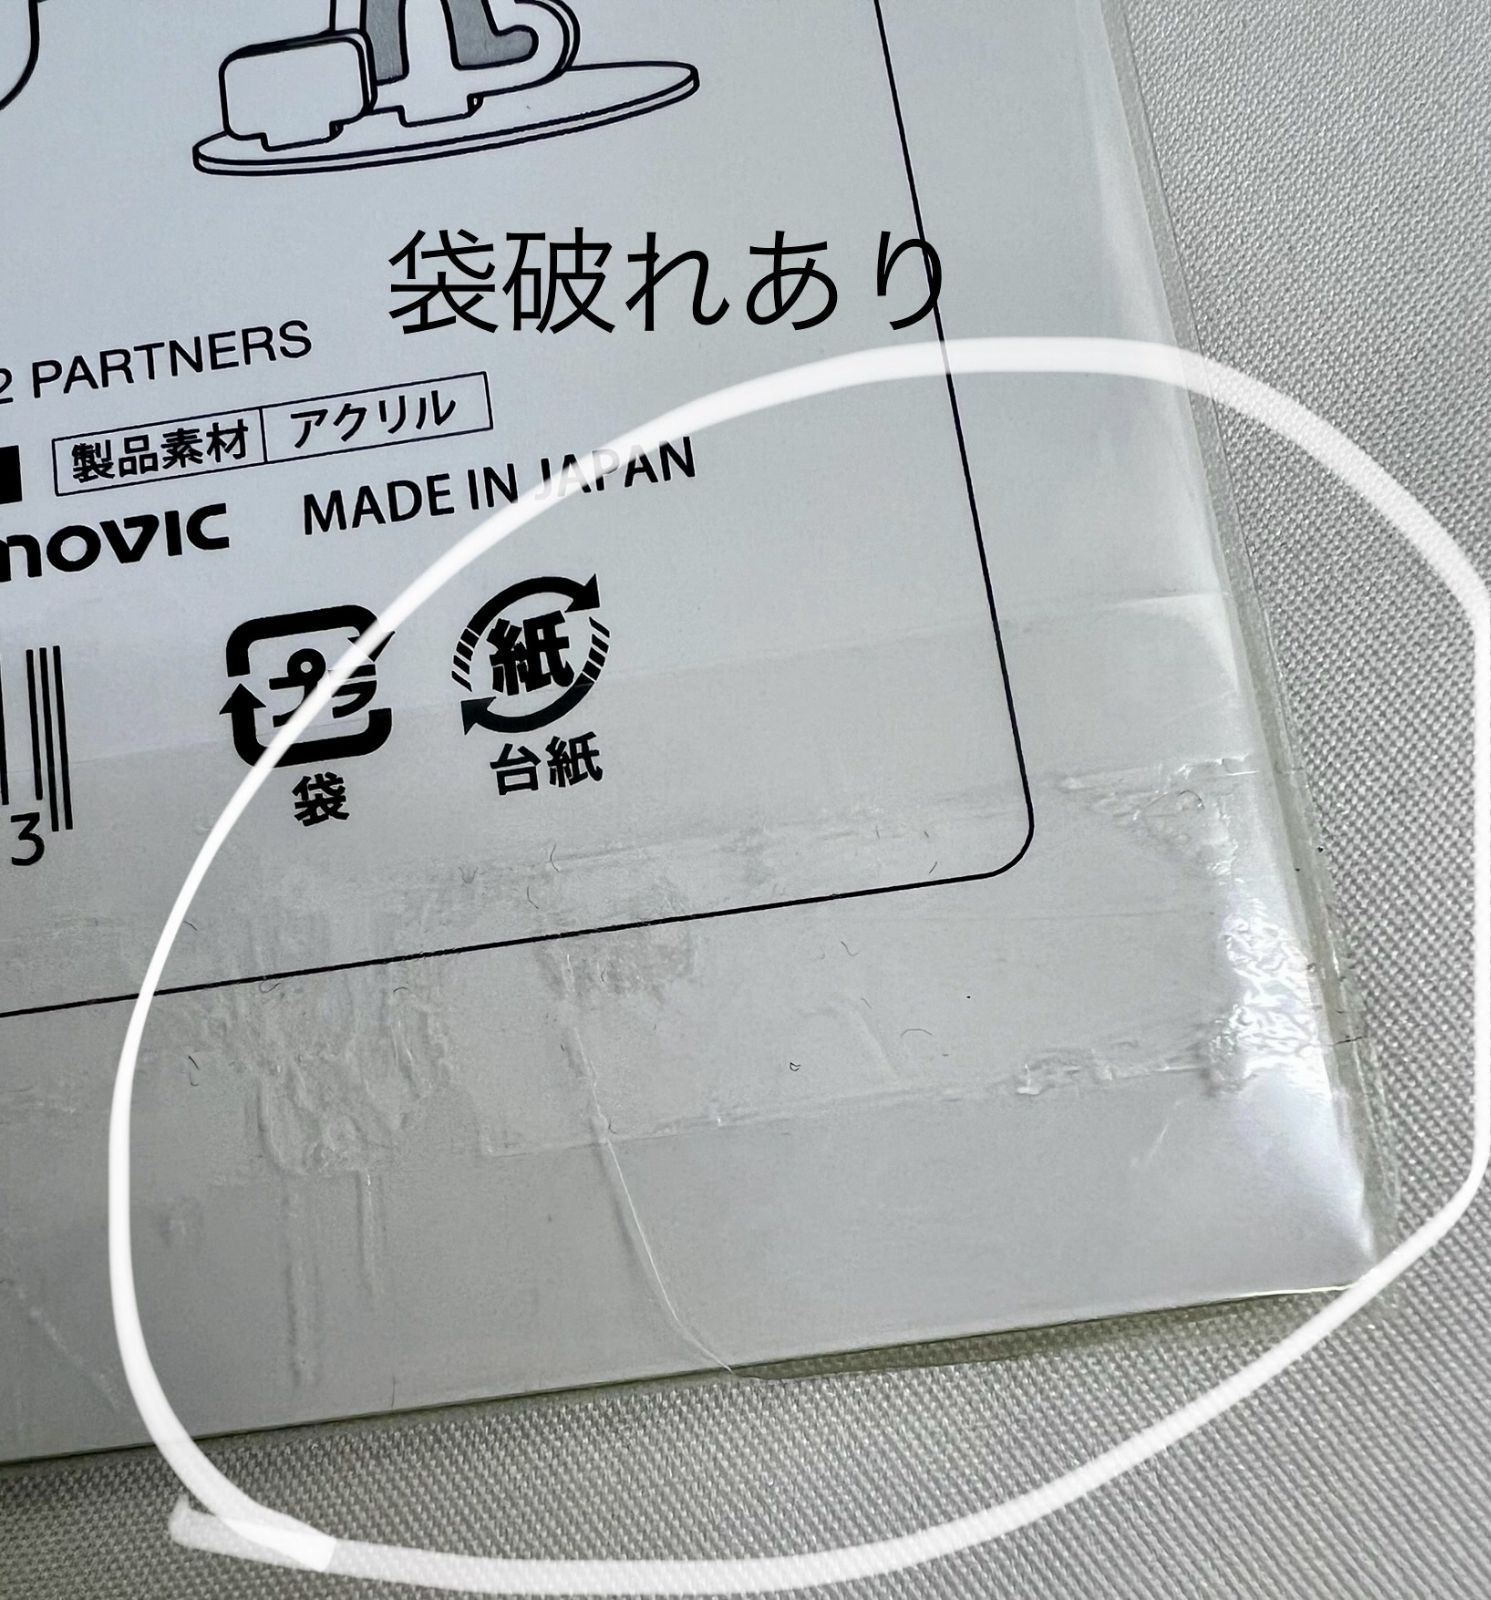 袋破れあり
2 PARTNERS
製品素材 アクリル
movic MADE IN JAPAN
プラ 紙
袋 台紙
3